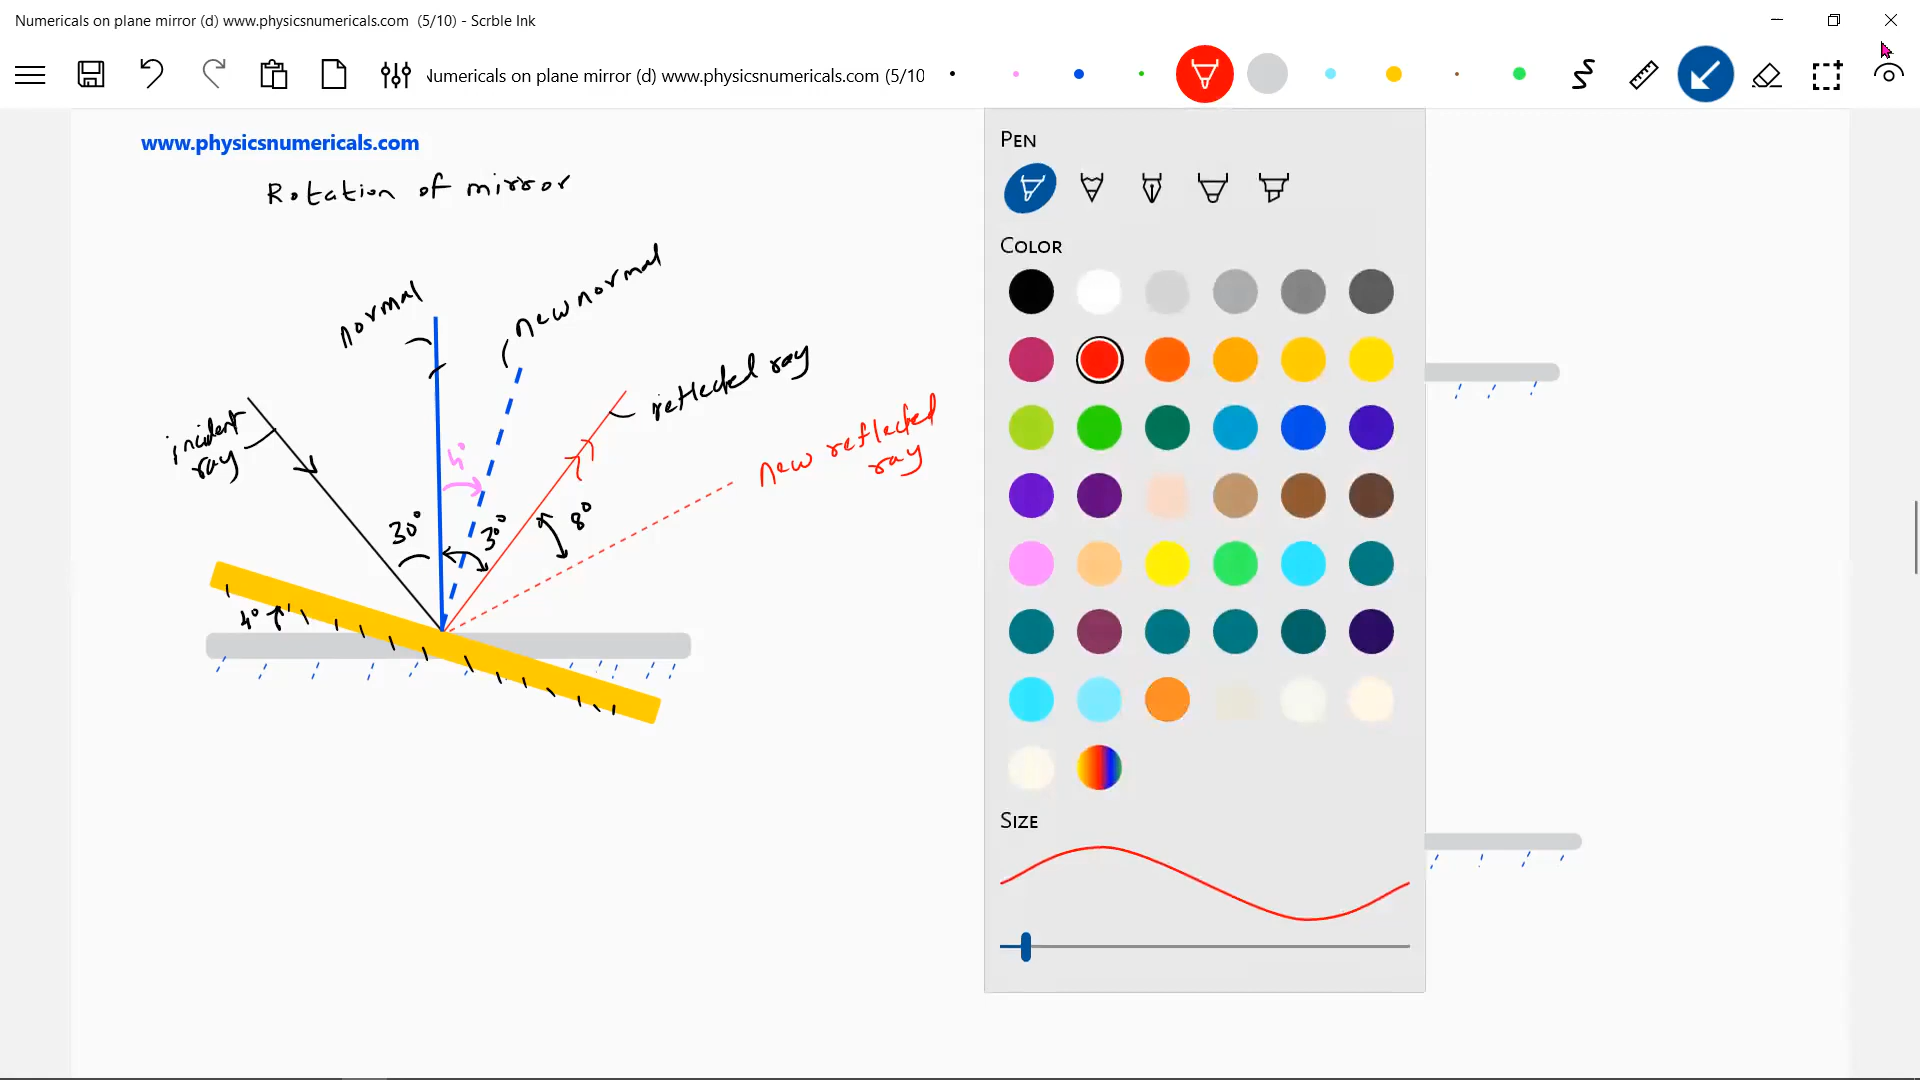 Numericals on plane mirror (d) www.physicsnumericals.com (5/10) - Scrble Ink
Numericals on plane mirror (d) www.physicsnumericals.com (5/10
www.physicsnumericals.com
Rotation of mirror
normal
new normal
incident
ray
reflected ray
new reflected
ray
4°
30°
30°
8°
4°
PEN
COLOR
SIZE